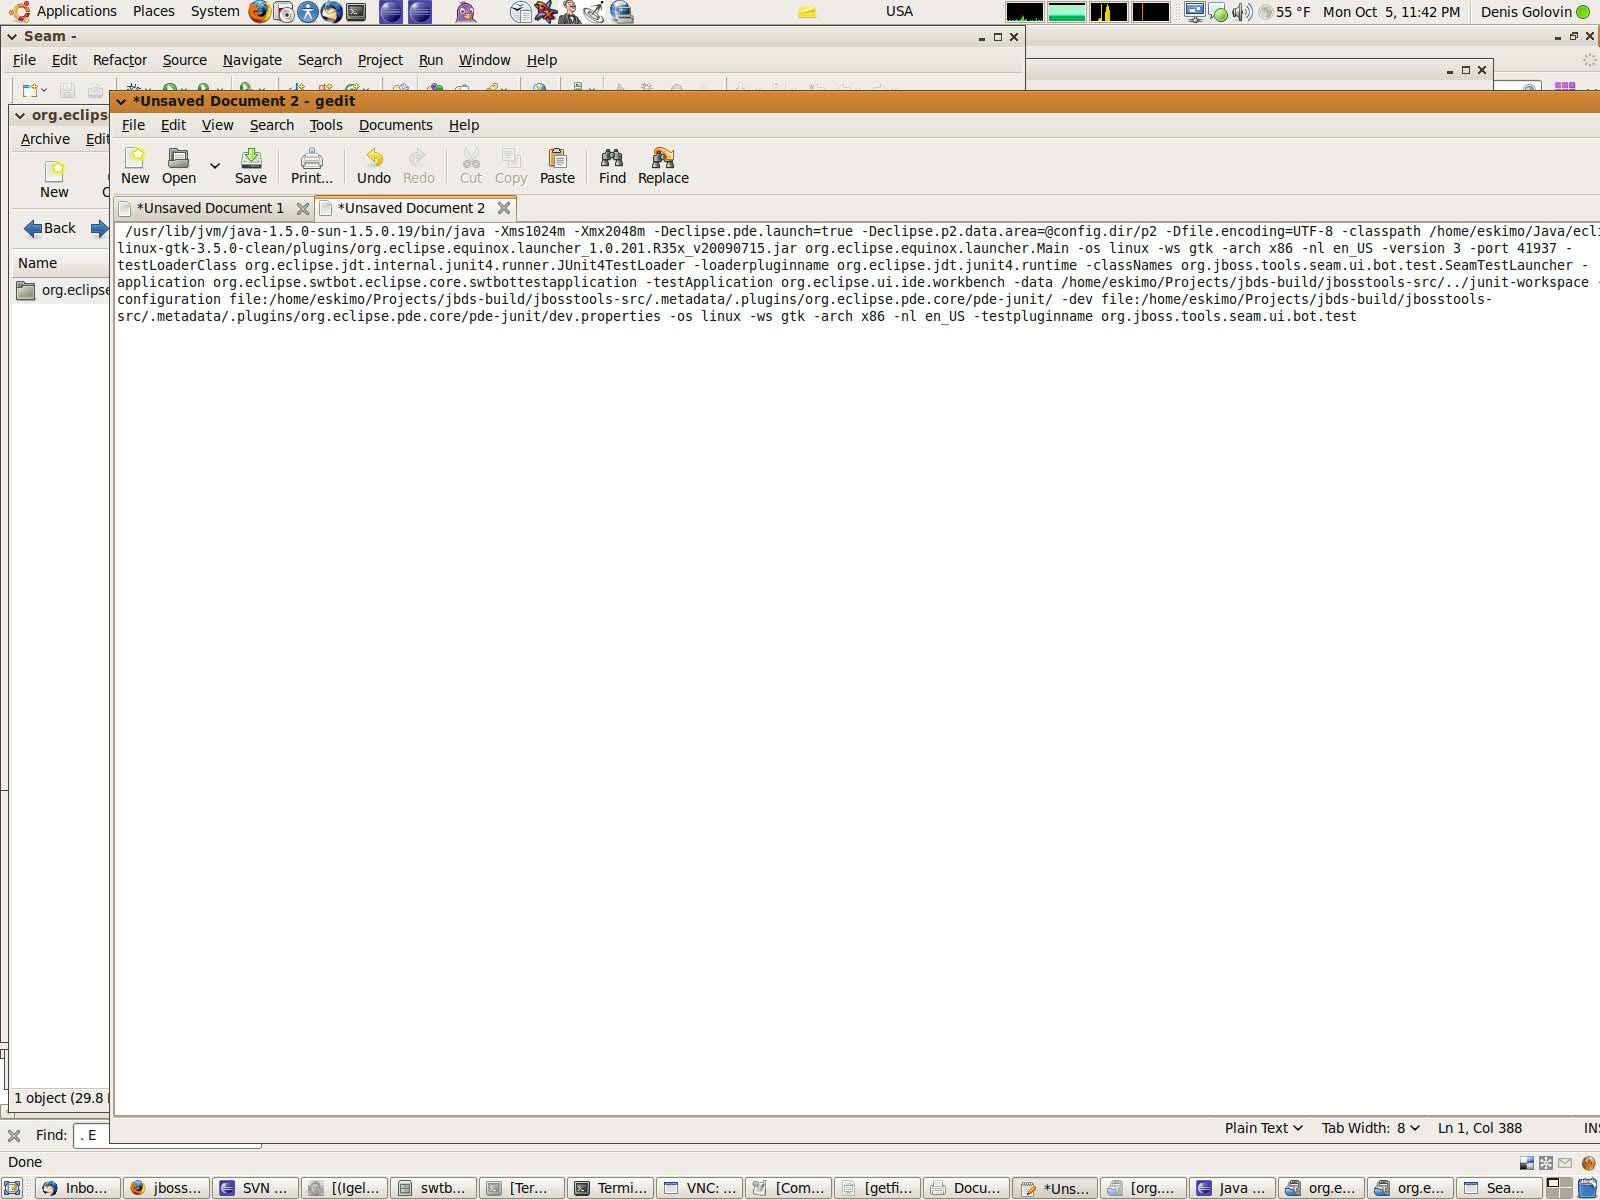 Applications Places System USA 55 °F Mon Oct 5, 11:42 PM Denis Golovin
Seam -
File Edit Refactor Source Navigate Search Project Run Window Help
org.eclips
*Unsaved Document 2 - gedit
Archive Edit
File Edit View Search Tools Documents Help
New
New Open Save Print... Undo Redo Cut Copy Paste Find Replace
Back
*Unsaved Document 1 *Unsaved Document 2
/usr/lib/jvm/java-1.5.0-sun-1.5.0.19/bin/java -Xms1024m -Xmx2048m -Declipse.pde.launch=true -Declipse.p2.data.area=@config.dir/p2 -Dfile.encoding=UTF-8 -classpath /home/eskimo/Java/ecli
linux-gtk-3.5.0-clean/plugins/org.eclipse.equinox.launcher_1.0.201.R35x_v20090715.jar org.eclipse.equinox.launcher.Main -os linux -ws gtk -arch x86 -nl en_US -version 3 -port 41937 -
testLoaderClass org.eclipse.jdt.internal.junit4.runner.JUnit4TestLoader -loaderpluginname org.eclipse.jdt.junit4.runtime -classNames org.jboss.tools.seam.ui.bot.test.SeamTestLauncher -
application org.eclipse.swtbot.eclipse.core.swtbottestapplication -testApplication org.eclipse.ui.ide.workbench -data /home/eskimo/Projects/jbds-build/jbosstools-src/../junit-workspace -
configuration file:/home/eskimo/Projects/jbds-build/jbosstools-src/.metadata/.plugins/org.eclipse.pde.core/pde-junit/ -dev file:/home/eskimo/Projects/jbds-build/jbosstools-
src/.metadata/.plugins/org.eclipse.pde.core/pde-junit/dev.properties -os linux -ws gtk -arch x86 -nl en_US -testpluginname org.jboss.tools.seam.ui.bot.test
Name
org.eclipse
1 object (29.8
Plain Text Tab Width: 8 Ln 1, Col 388 INS
Find: . E
Done
Inbo... jboss... SVN ... [(Igel... swtb... [Ter... Termi... VNC: ... [Com... [getfi... Docu... *Uns... [org.... Java ... org.e... org.e... Sea...